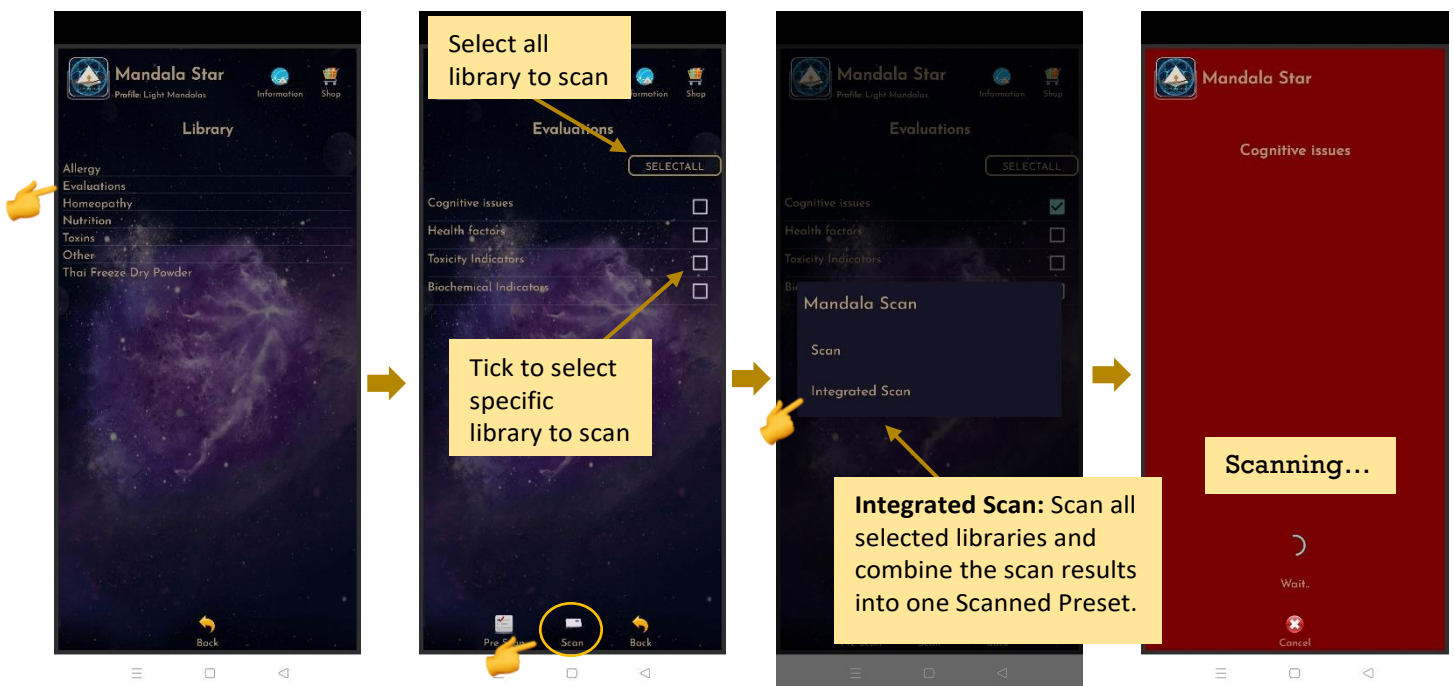 Mandala Star
Profile: Light Mandalas
Information
Shop
Library
Allergy
Evaluations
Homeopathy
Nutrition
Toxins
Other
Thai Freeze Dry Powder
Back
Select all
library to scan
Shop
Evaluations
SELECTALL
Cognitive issues
Health factors
Toxicity Indicators
Biochemical Indicators
Tick to select
specific
library to scan
Scan
Back
Mandala Star
Profile: Light Mandalas
Information
Shop
Evaluations
SELECTALL
Cognitive issues
Health factors
Toxicity Indicators
Mandala Scan
Scan
Integrated Scan
Integrated Scan: Scan all
selected libraries and
combine the scan results
into one Scanned Preset.
Mandala Star
Cognitive issues
Scanning...
Wait..
Cancel